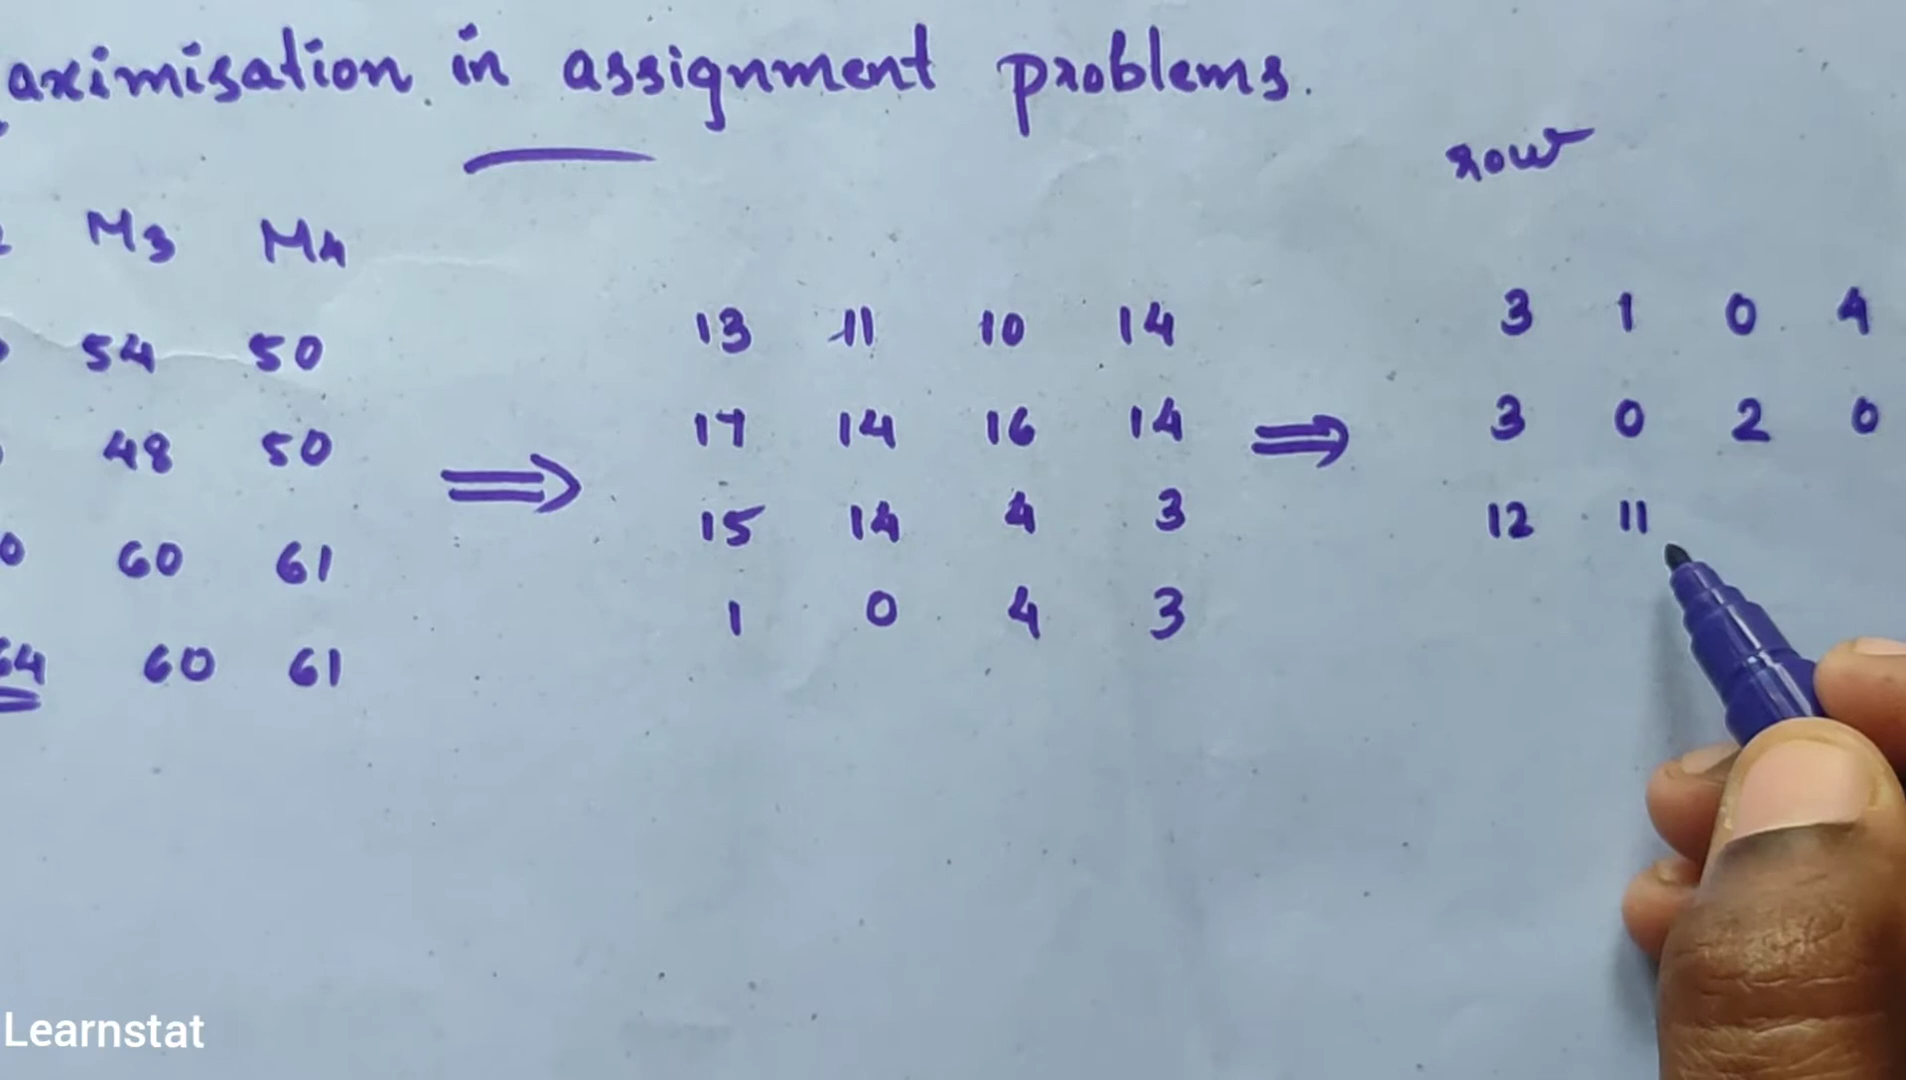 aximisation in assignment problems.
row
M3 M4
54 50 13 11 10 14 3 1 0 4
48 50 ⇒ 17 14 16 14 ⇒ 3 0 2 0
60 61 15 14 4 3 12 11
64 60 61 1 0 4 3
Learnstat